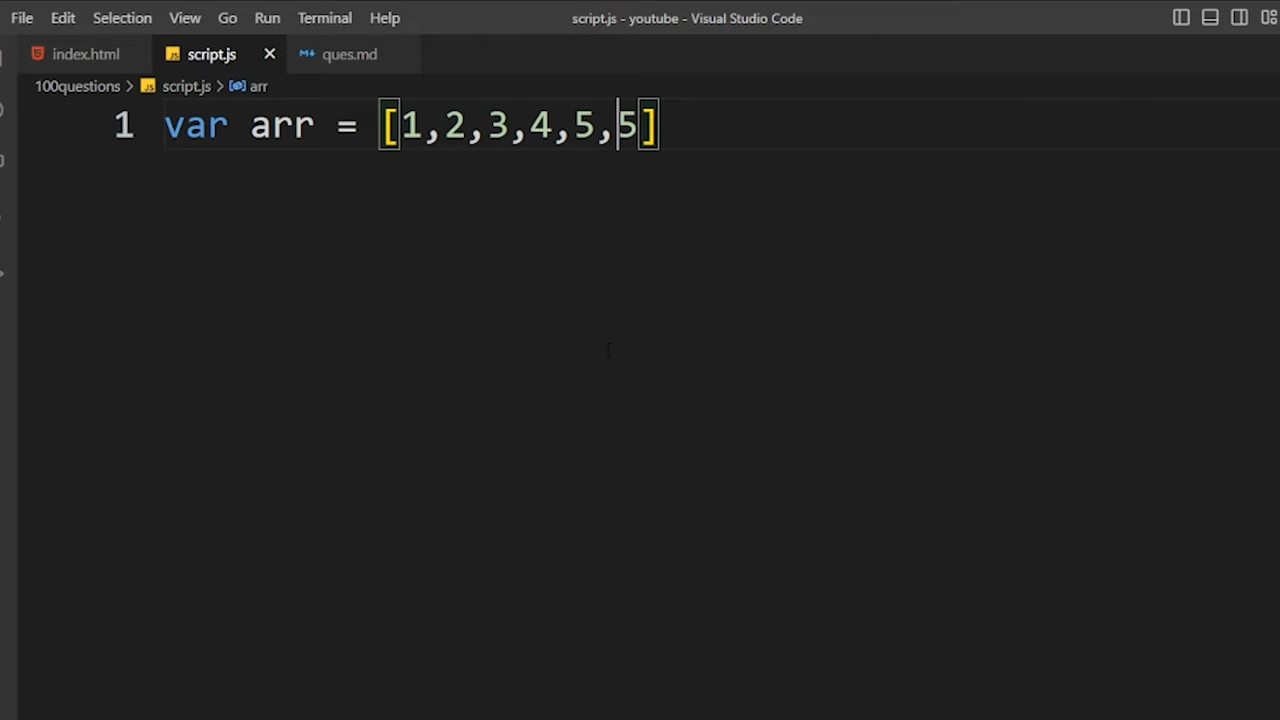 File Edit Selection View Go Run Terminal Help script.js - youtube - Visual Studio Code
index.html script.js ques.md
100questions > script.js > arr
1 var arr = [1,2,3,4,5,5]